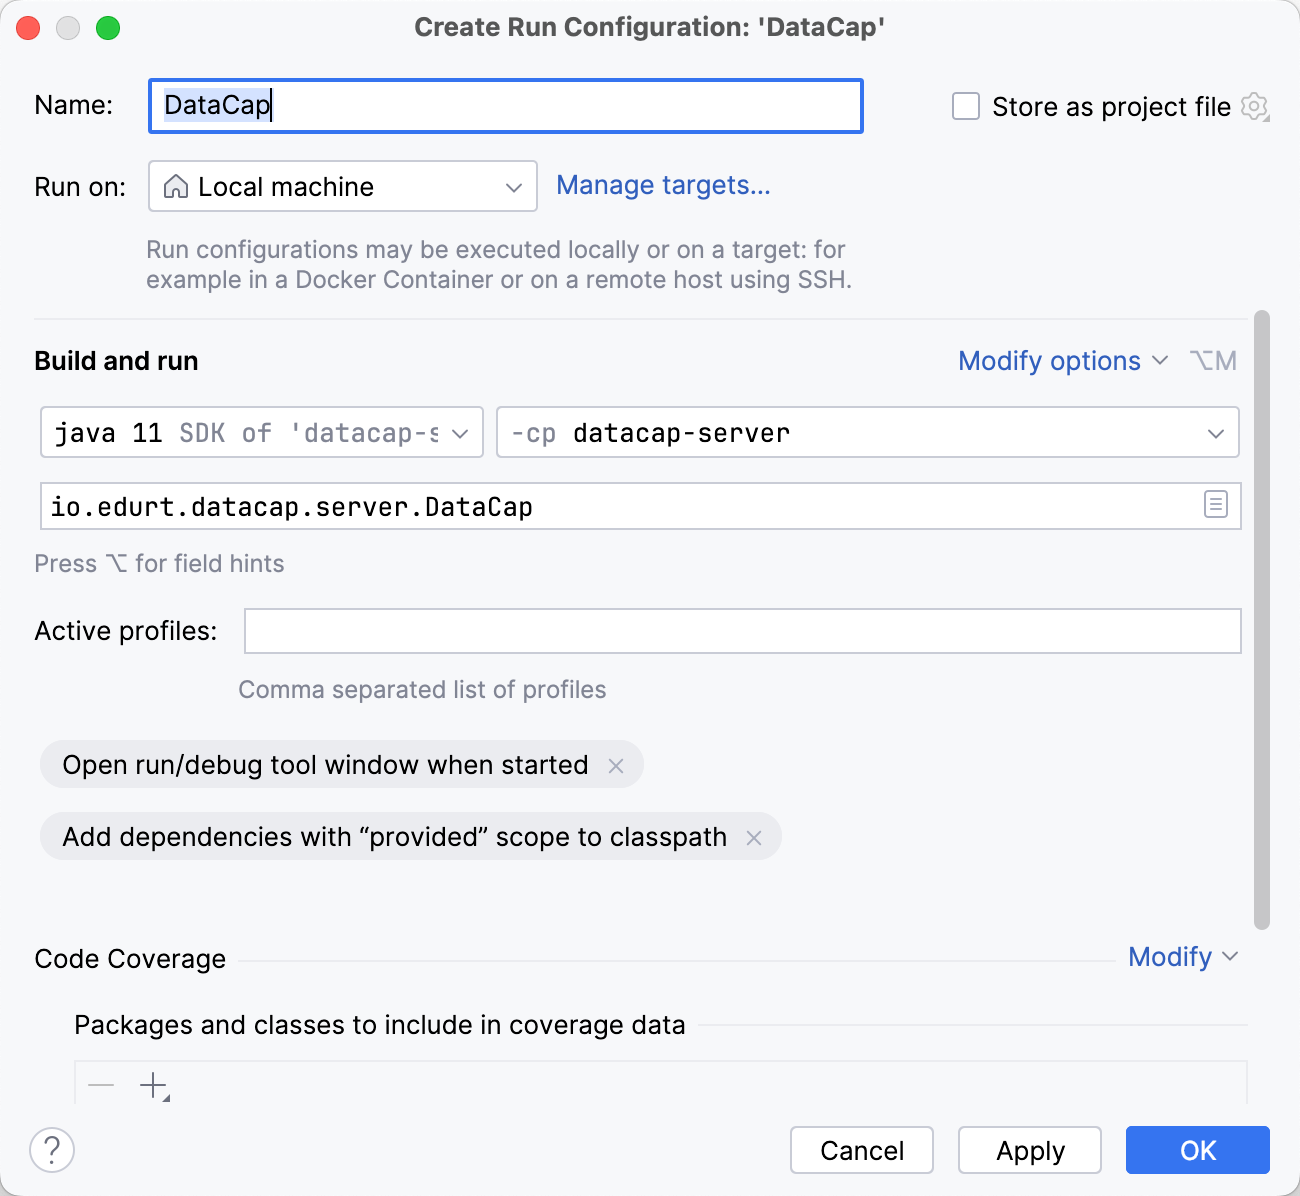 Create Run Configuration: 'DataCap'
Name: DataCap Store as project file
Run on: Local machine Manage targets...
Run configurations may be executed locally or on a target: for
example in a Docker Container or on a remote host using SSH.
Build and run Modify options ⌥M
java 11 SDK of 'datacap-s -cp datacap-server
io.edurt.datacap.server.DataCap
Press ⌥ for field hints
Active profiles:
Comma separated list of profiles
Open run/debug tool window when started ×
Add dependencies with “provided” scope to classpath ×
Code Coverage Modify
Packages and classes to include in coverage data
? Cancel Apply OK